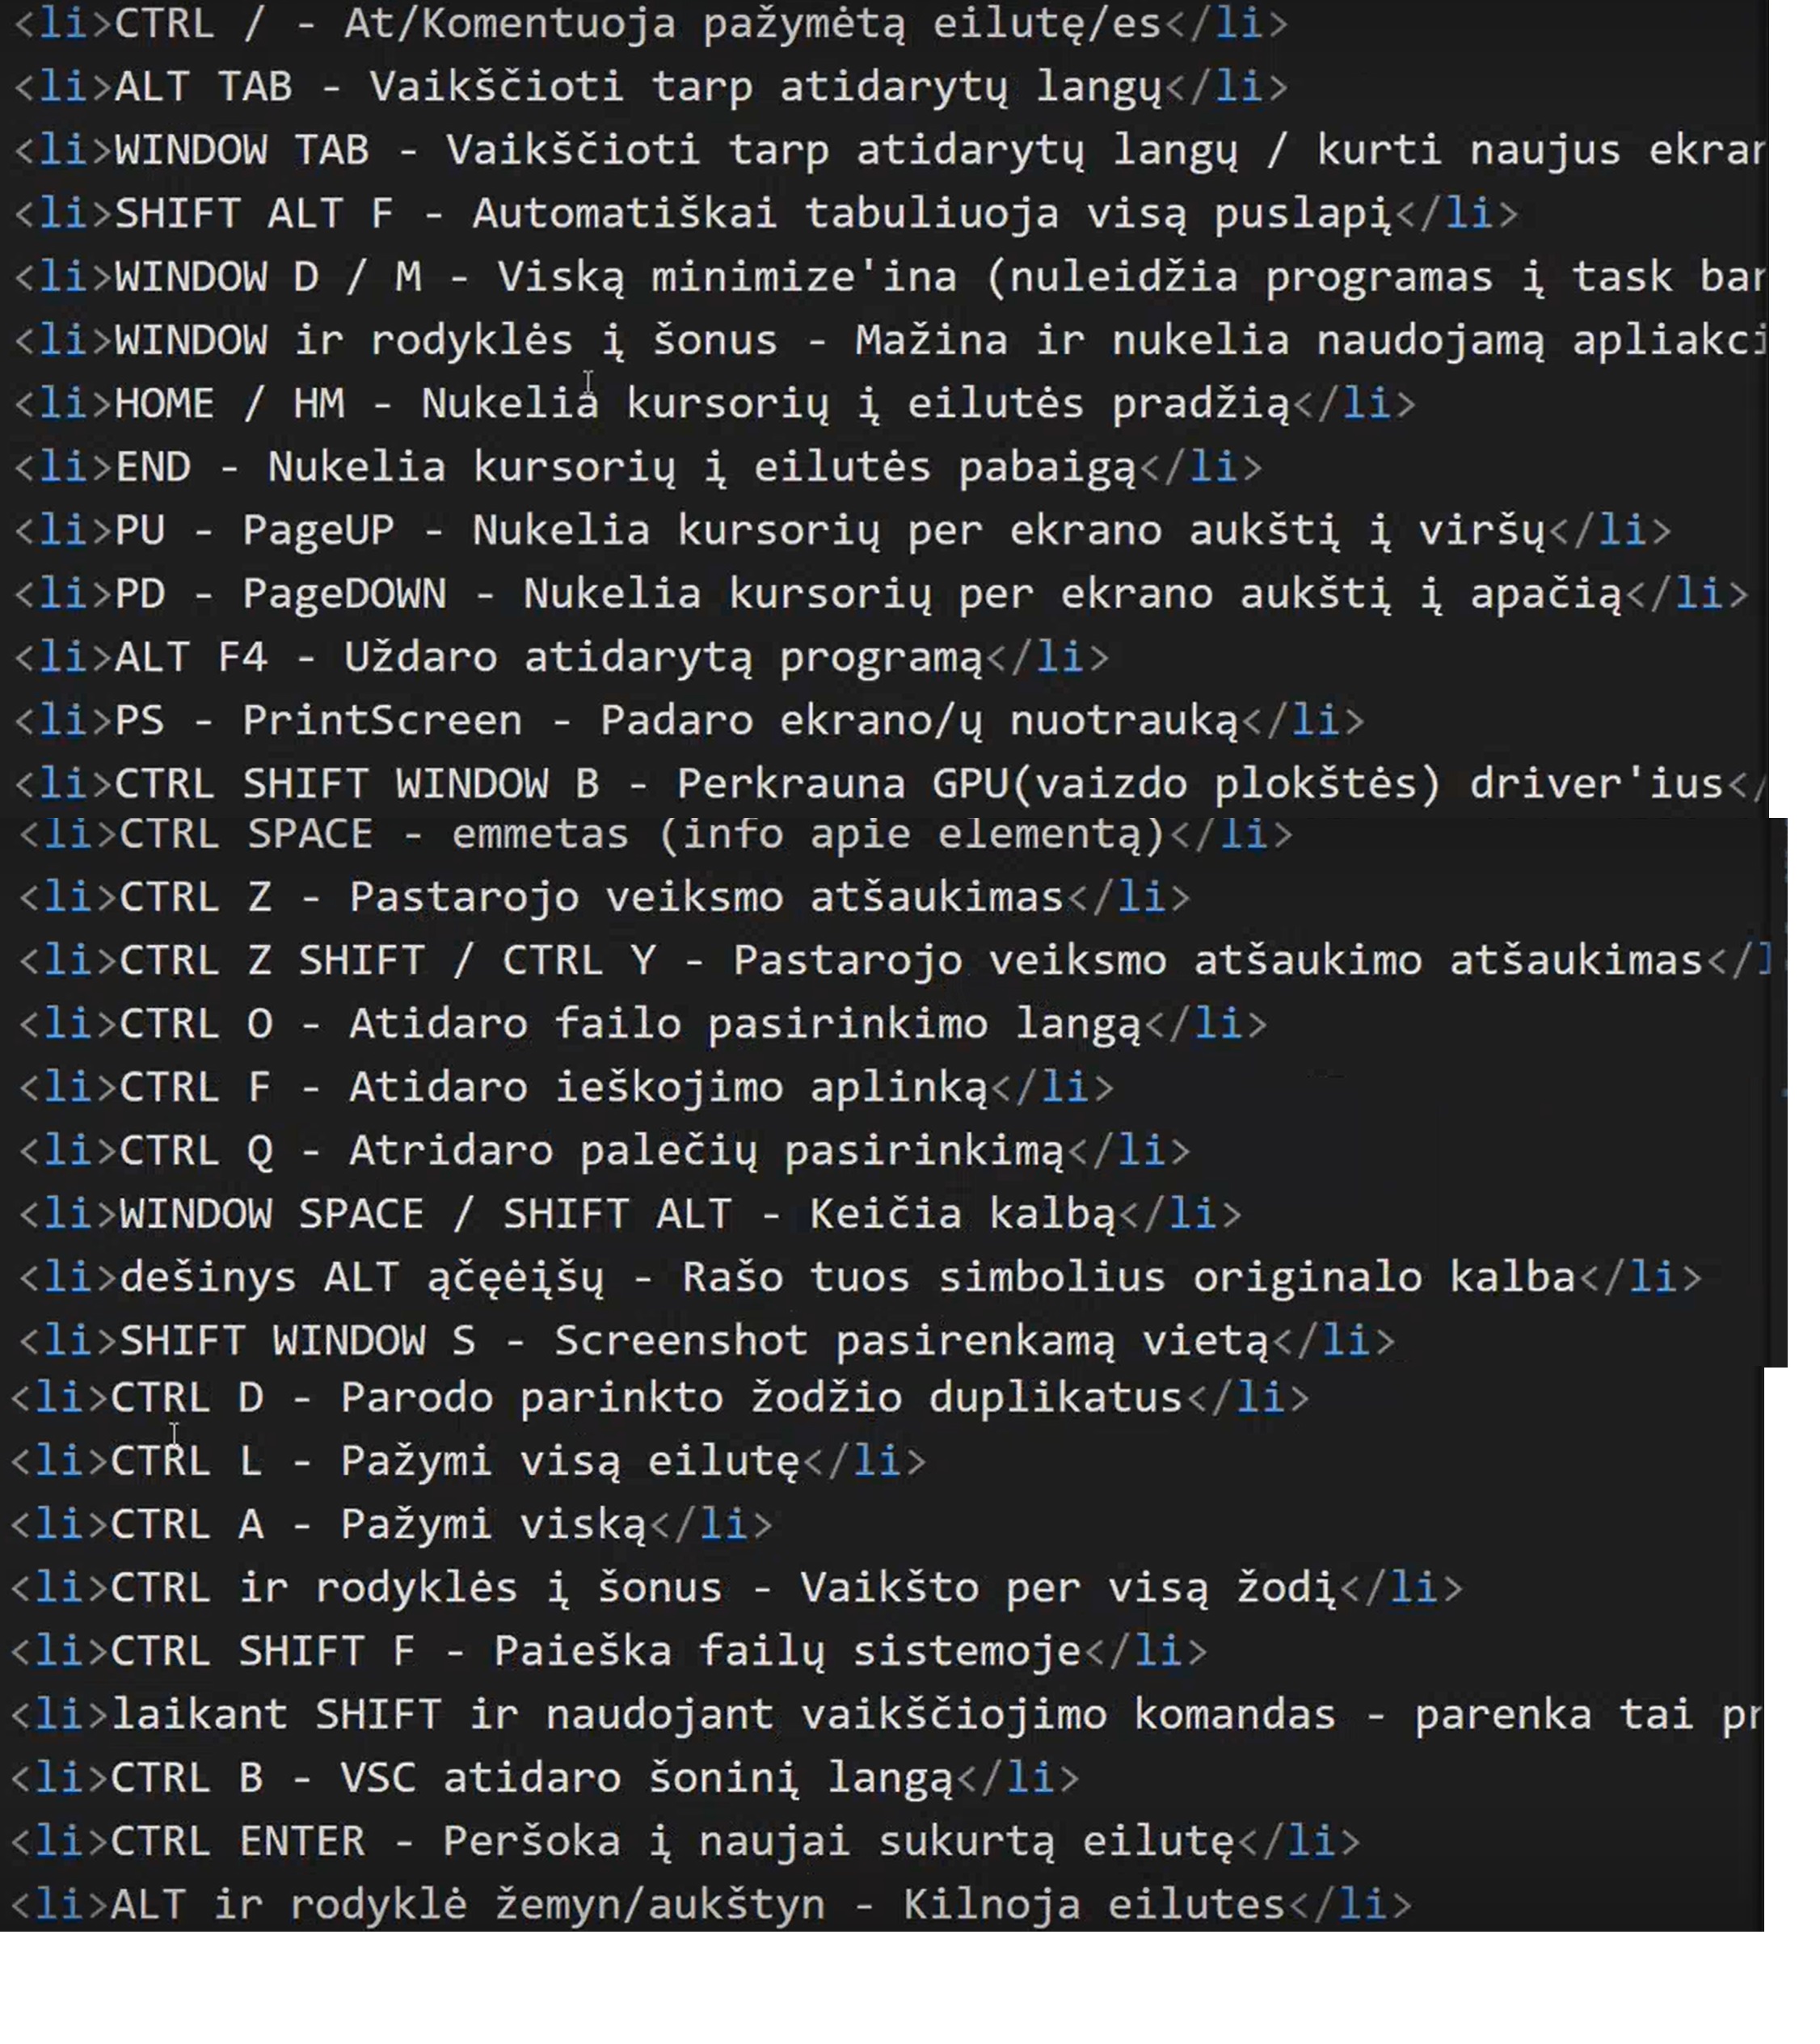 <li>CTRL / - At/Komentuoja pažymėtą eilutę/es</li>
<li>ALT TAB - Vaikščioti tarp atidarytų langų</li>
<li>WINDOW TAB - Vaikščioti tarp atidarytų langų / kurti naujus
<li>SHIFT ALT F - Automatiškai tabuliuoja visą puslapį</li>
<li>WINDOW D / M - Viską minimize'ina (nuleidžia programas į task bar
<li>WINDOW ir rodyklės į šonus - Mažina ir nukelia naudojamą
<li>HOME / HM - Nukelia kursorių į eilutės pradžią</li>
<li>END - Nukelia kursorių į eilutės pabaigą</li>
<li>PU - PageUP - Nukelia kursorių per ekrano aukštį į viršų</li>
<li>PD - PageDOWN - Nukelia kursorių per ekrano aukštį į apačią</li>
<li>ALT F4 - Uždaro atidarytą programą</li>
<li>PS - PrintScreen - Padaro ekrano/ų nuotrauką</li>
<li>CTRL SHIFT WINDOW B - Perkrauna GPU(vaizdo plokštės) driver'ius</
<li>CTRL SPACE - emmetas (info apie elementą)</li>
<li>CTRL Z - Pastarojo veiksmo atšaukimas</li>
<li>CTRL Z SHIFT / CTRL Y - Pastarojo veiksmo atšaukimo atšaukimas</l
<li>CTRL O - Atidaro failo pasirinkimo langą</li>
<li>CTRL F - Atidaro ieškojimo aplinką</li>
<li>CTRL Q - Atridaro palečių pasirinkimą</li>
<li>WINDOW SPACE / SHIFT ALT - Keičia kalbą</li>
<li>dešinys ALT ąčęėįšų - Rašo tuos simbolius originalo kalba</li>
<li>SHIFT WINDOW S - Screenshot pasirenkamą vietą</li>
<li>CTRL D - Parodo parinkto žodžio duplikatus</li>
<li>CTRL L - Pažymi visą eilutę</li>
<li>CTRL A - Pažymi viską</li>
<li>CTRL ir rodyklės į šonus - Vaikšto per visą žodį</li>
<li>CTRL SHIFT F - Paieška failų sistemoje</li>
<li>laikant SHIFT ir naudojant vaikščiojimo komandas - parenka tai
<li>CTRL B - VSC atidaro šoninį langą</li>
<li>CTRL ENTER - Peršoka į naujai sukurtą eilutę</li>
<li>ALT ir rodyklė žemyn/aukštyn - Kilnoja eilutes</li>